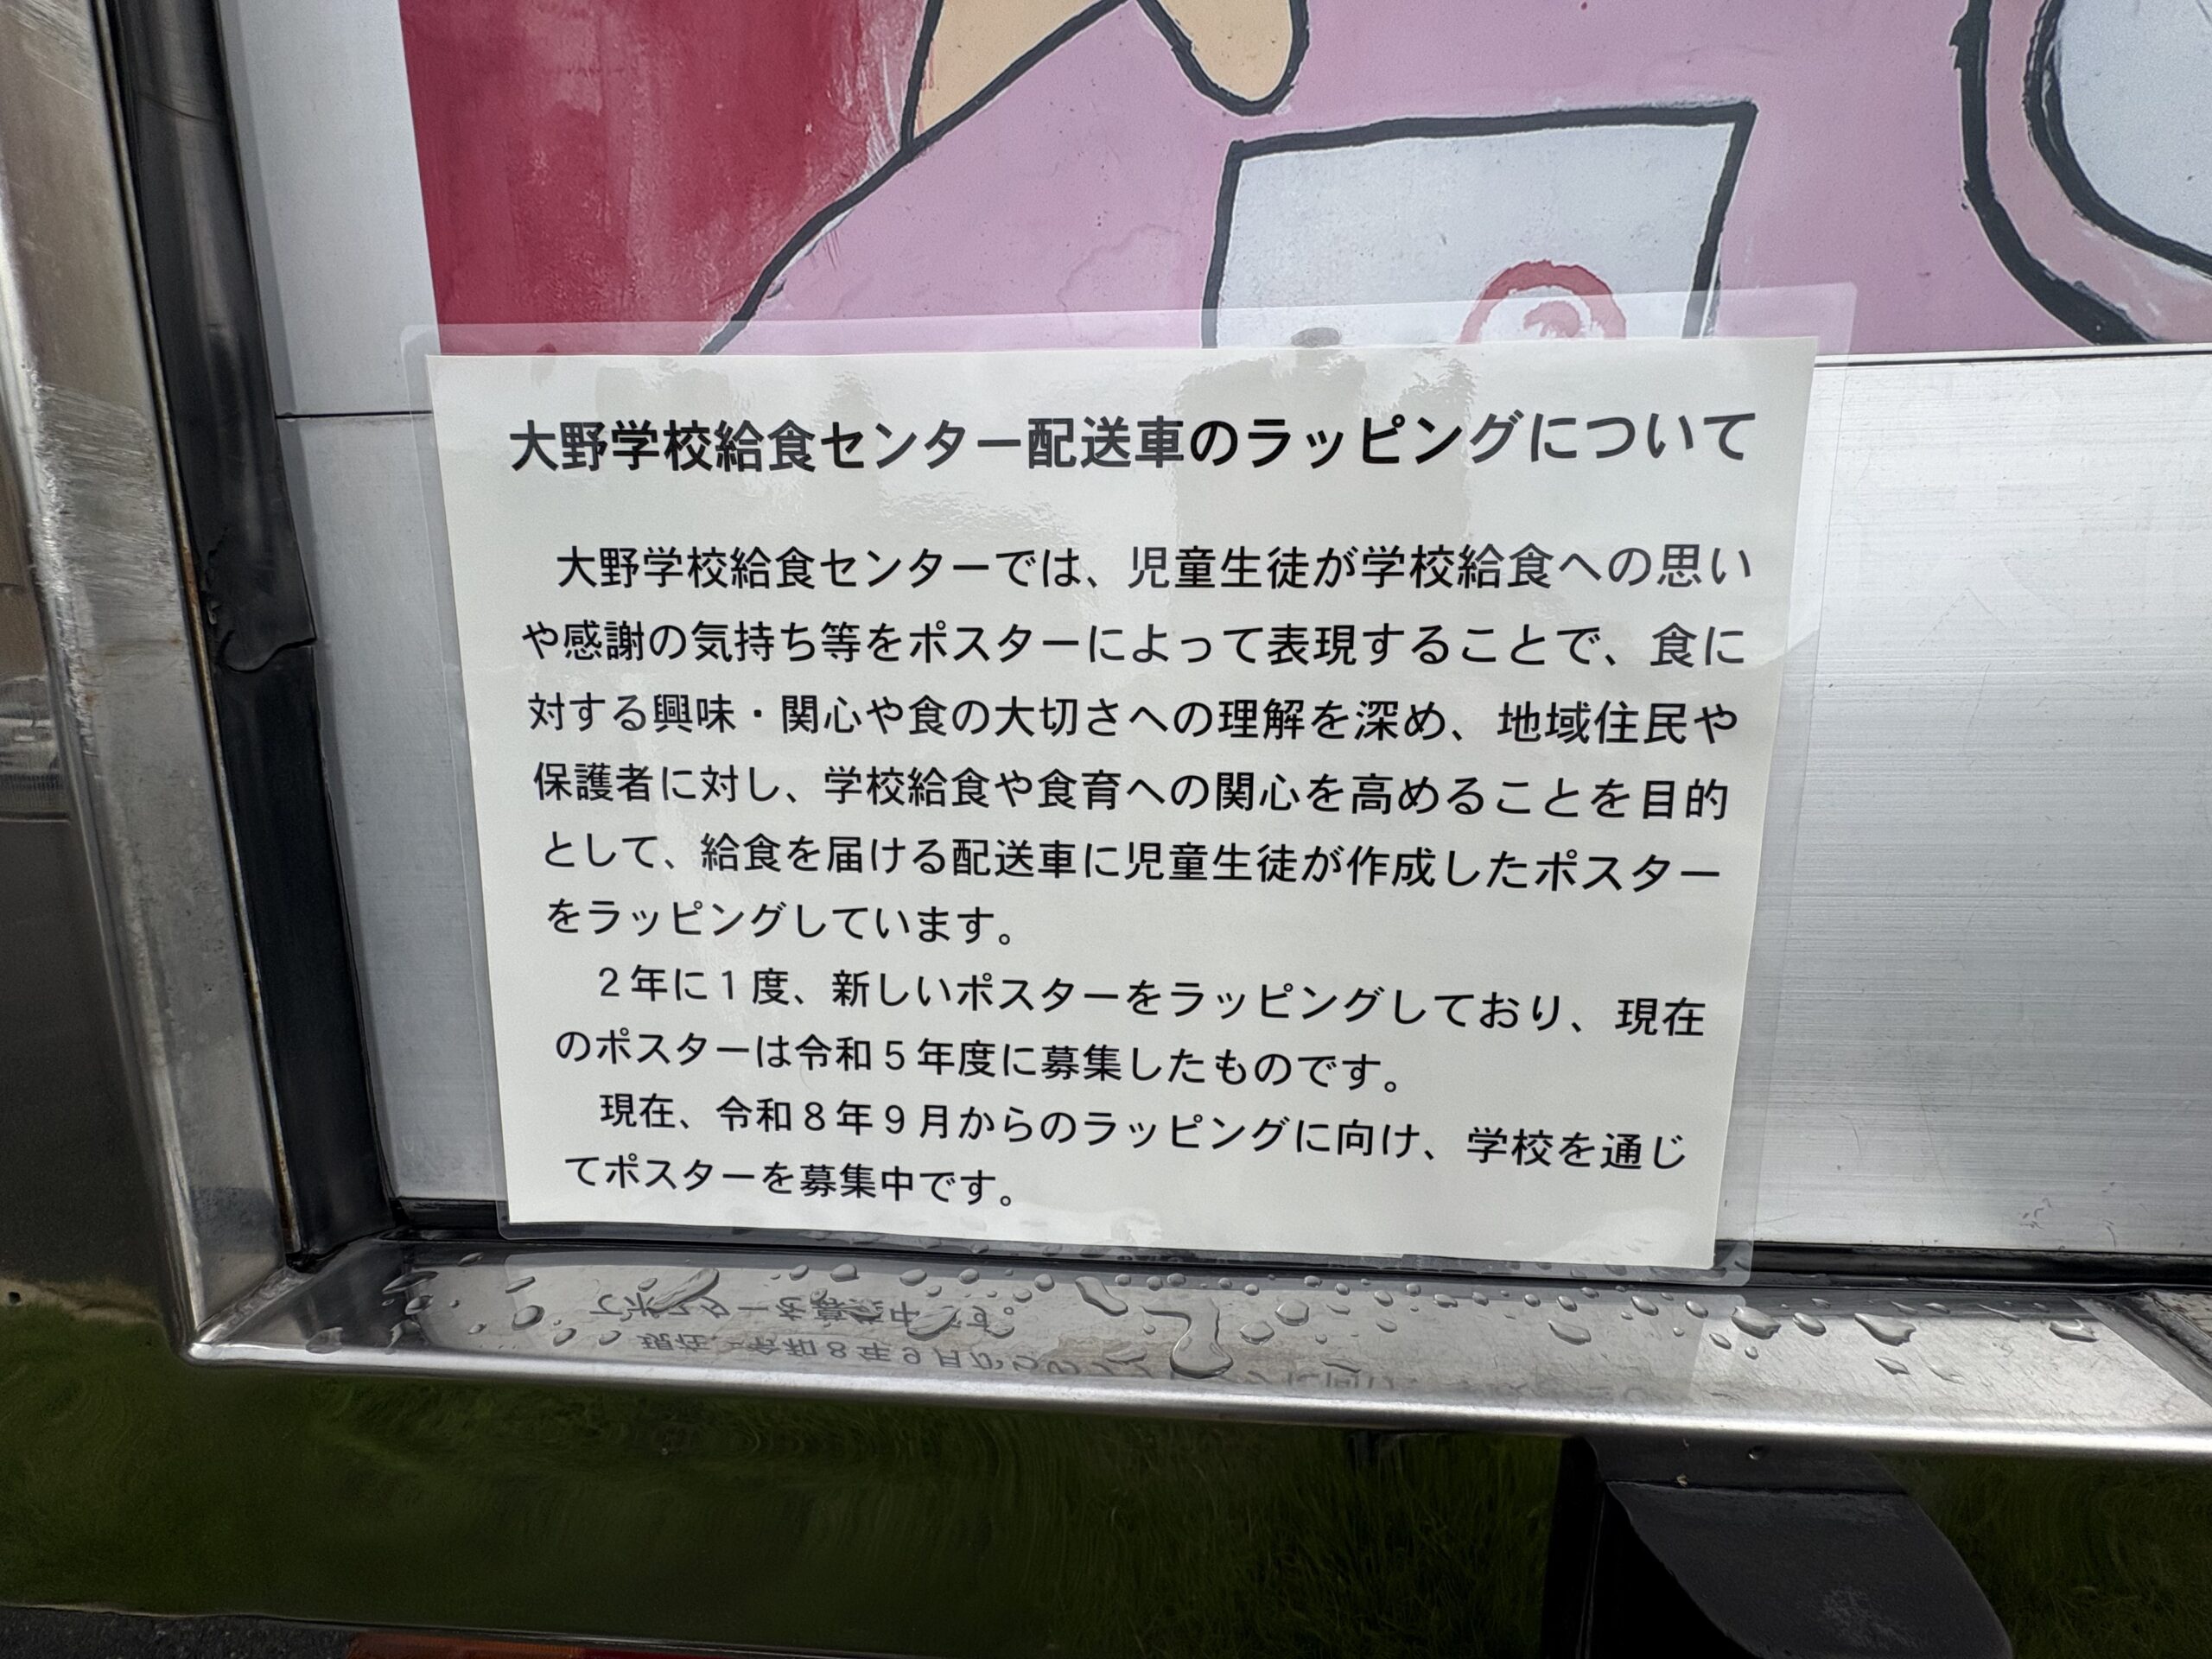 大野学校給食センター配送車のラッピングについて
大野学校給食センターでは、児童生徒が学校給食への思い
や感謝の気持ち等をポスターによって表現することで、食に
対する興味・関心や食の大切さへの理解を深め、地域住民や
保護者に対し、学校給食や食育への関心を高めることを目的
として、給食を届ける配送車に児童生徒が作成したポスター
をラッピングしています。
２年に１度、新しいポスターをラッピングしており、現在
のポスターは令和５年度に募集したものです。
現在、令和８年９月からのラッピングに向け、学校を通じ
てポスターを募集中です。